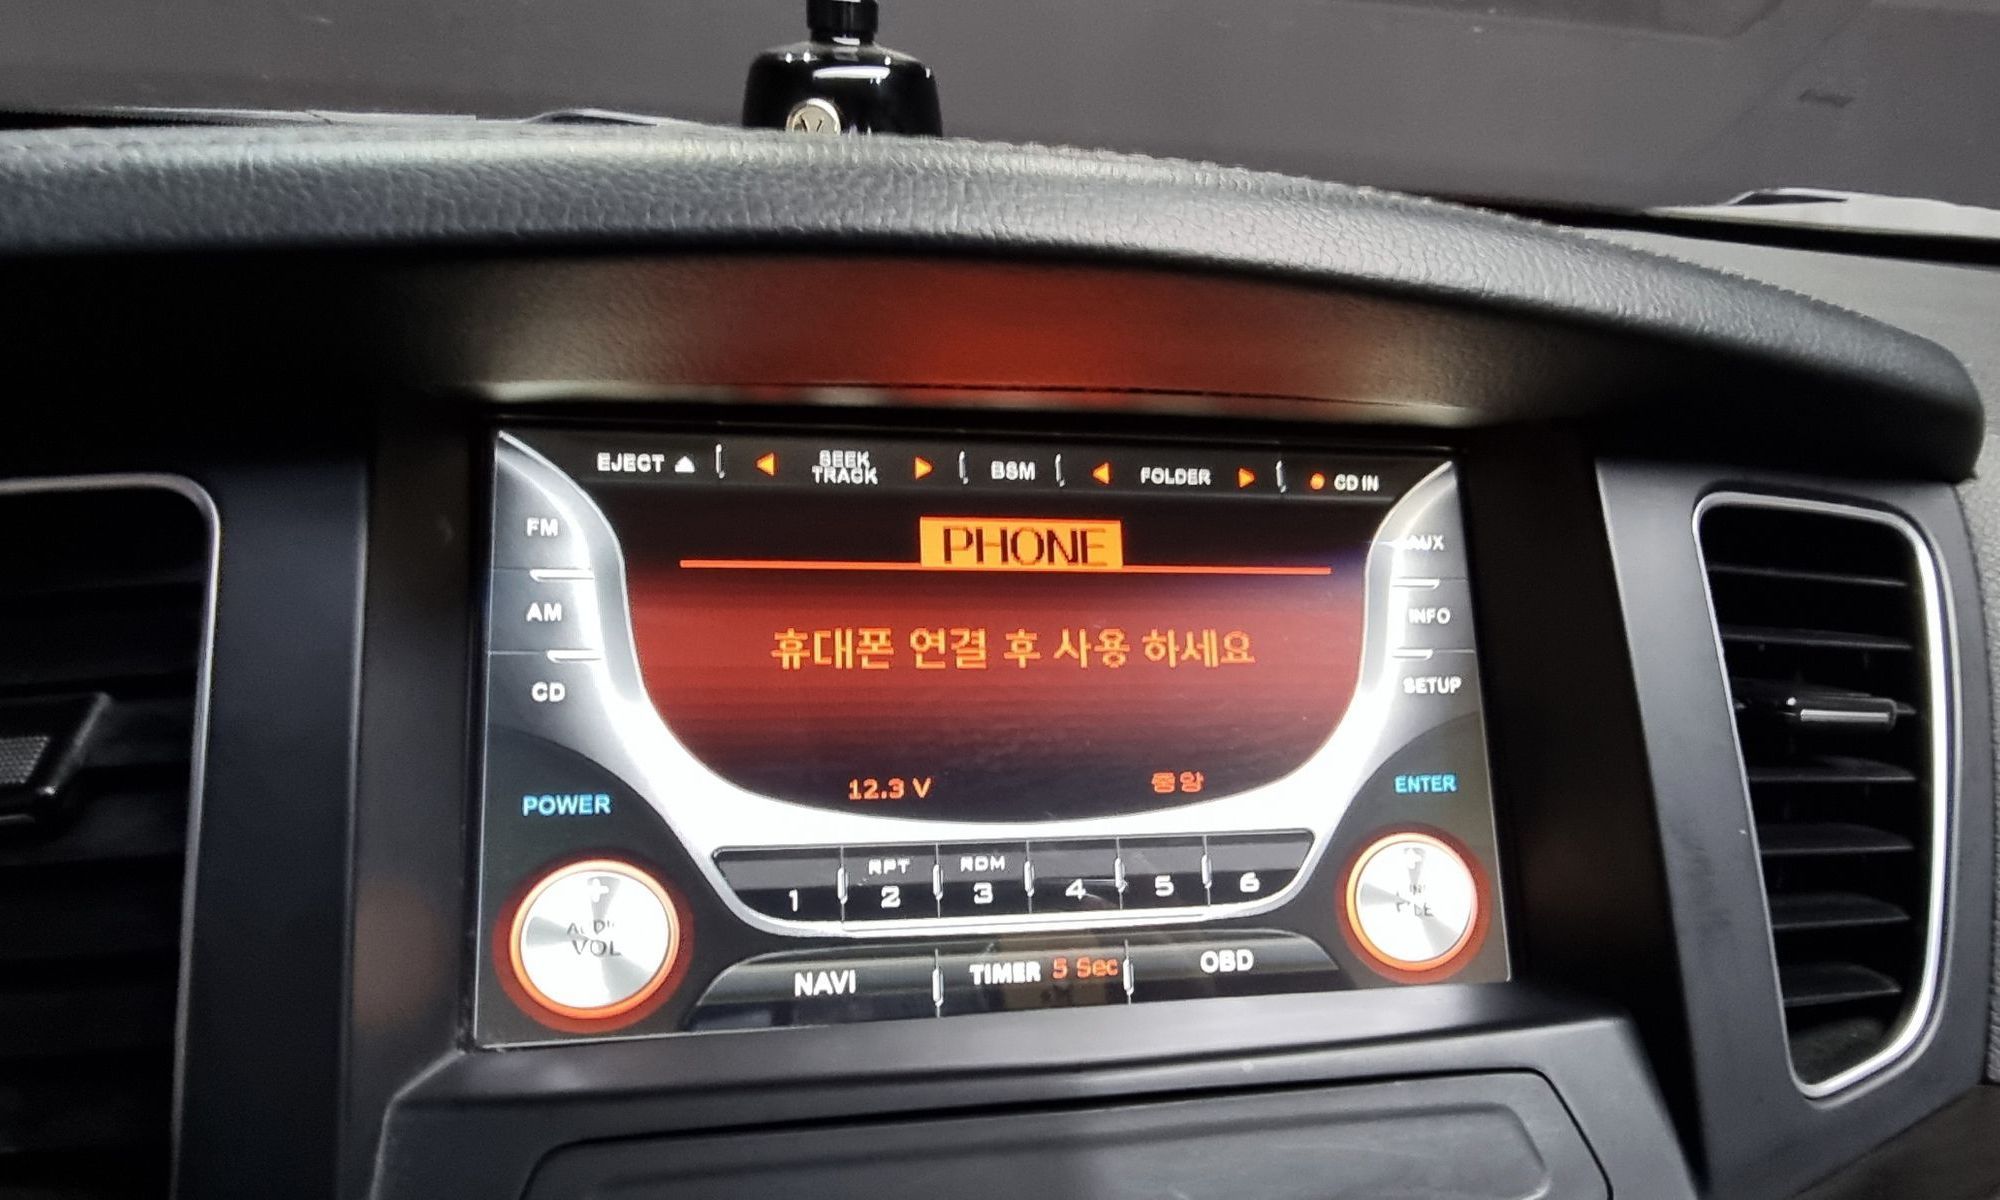 EJECT
SEEK
TRACK
BSM
FOLDER
CD IN
FM
PHONE
AUX
AM
휴대폰 연결 후 사용 하세요
INFO
CD
SETUP
POWER
12.3 V
중앙
ENTER
RPT
RDM
1 2 3 4 5 6
VOL
NAVI
TIMER 5 Sec
OBD